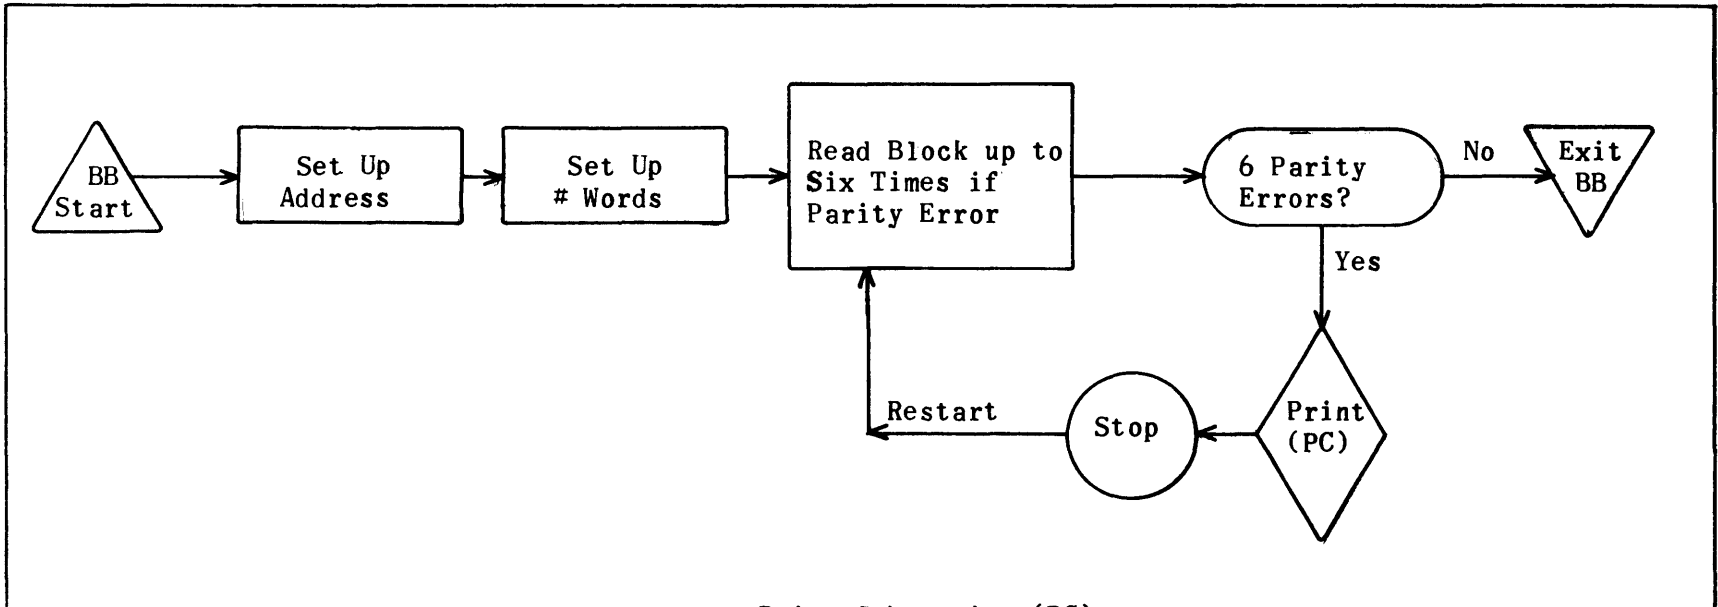 BB
Start
Set Up
Address
Set Up
# Words
Read Block up to
Six Times if
Parity Error
6 Parity
Errors?
No
Exit
BB
Yes
Print
(PC)
Stop
Restart